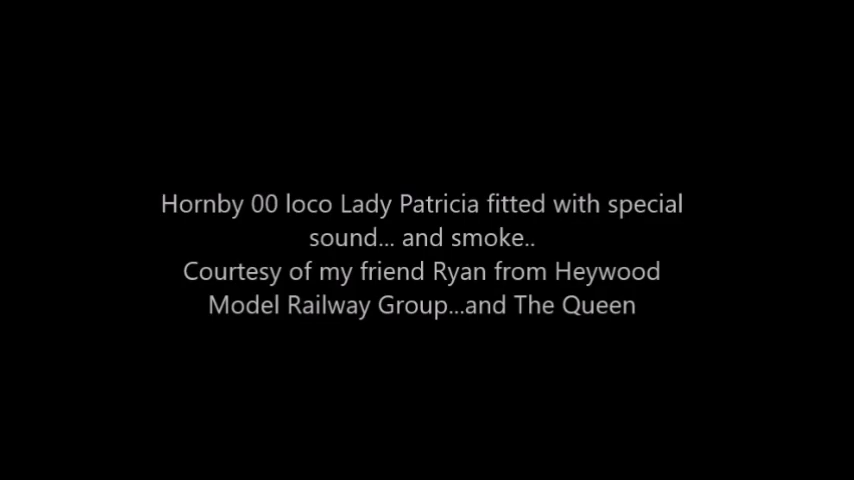 Hornby 00 loco Lady Patricia fitted with special
sound... and smoke..
Courtesy of my friend Ryan from Heywood
Model Railway Group...and The Queen